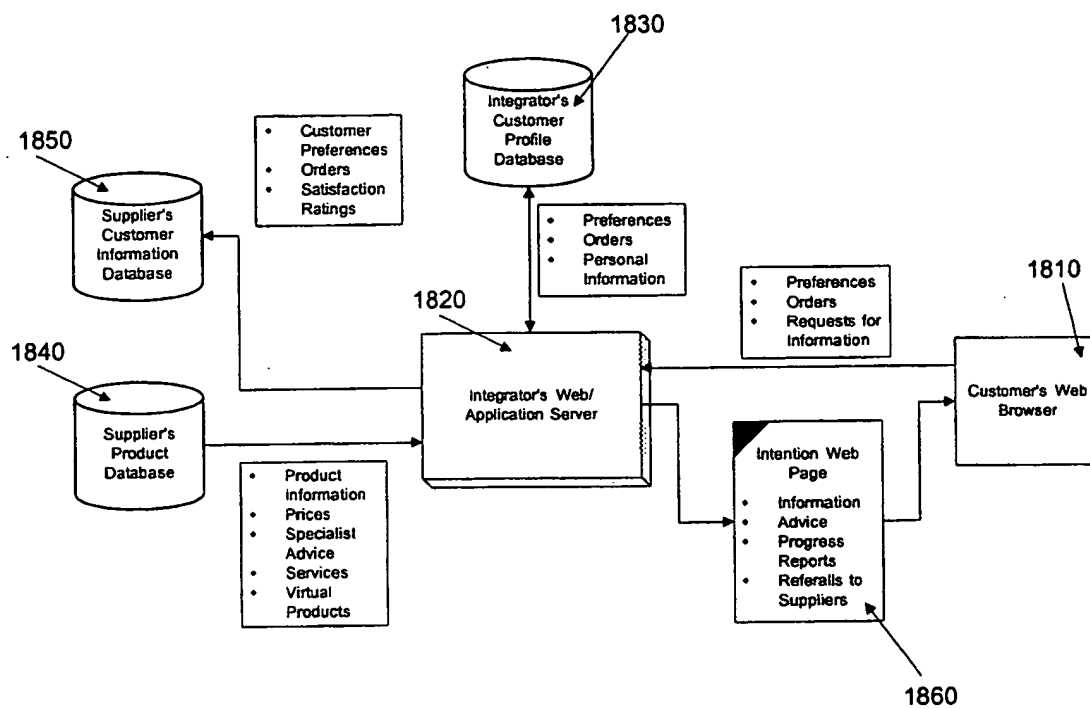 1830
Integrator's
Customer
Profile
Database
1850
• Customer
Preferences
• Orders
• Satisfaction
Ratings
Supplier's
Customer
Information
Database
• Preferences
• Orders
• Personal
Information
1820
• Preferences
• Orders
• Requests for
Information
1810
1840
Integrator's Web/
Application Server
Customer's Web
Browser
Supplier's
Product
Database
• Product
Information
• Prices
• Specialist
Advice
• Services
• Virtual
Products
Intention Web
Page
• Information
• Advice
• Progress
Reports
• Referalls to
Suppliers
1860